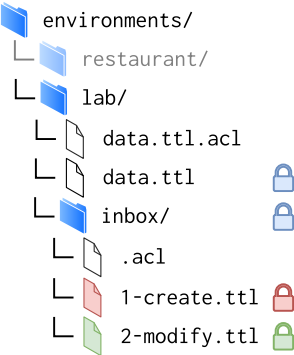 environments/
restaurant/
lab/
data.ttl.acl
data.ttl
inbox/
.acl
1-create.ttl
2-modify.ttl